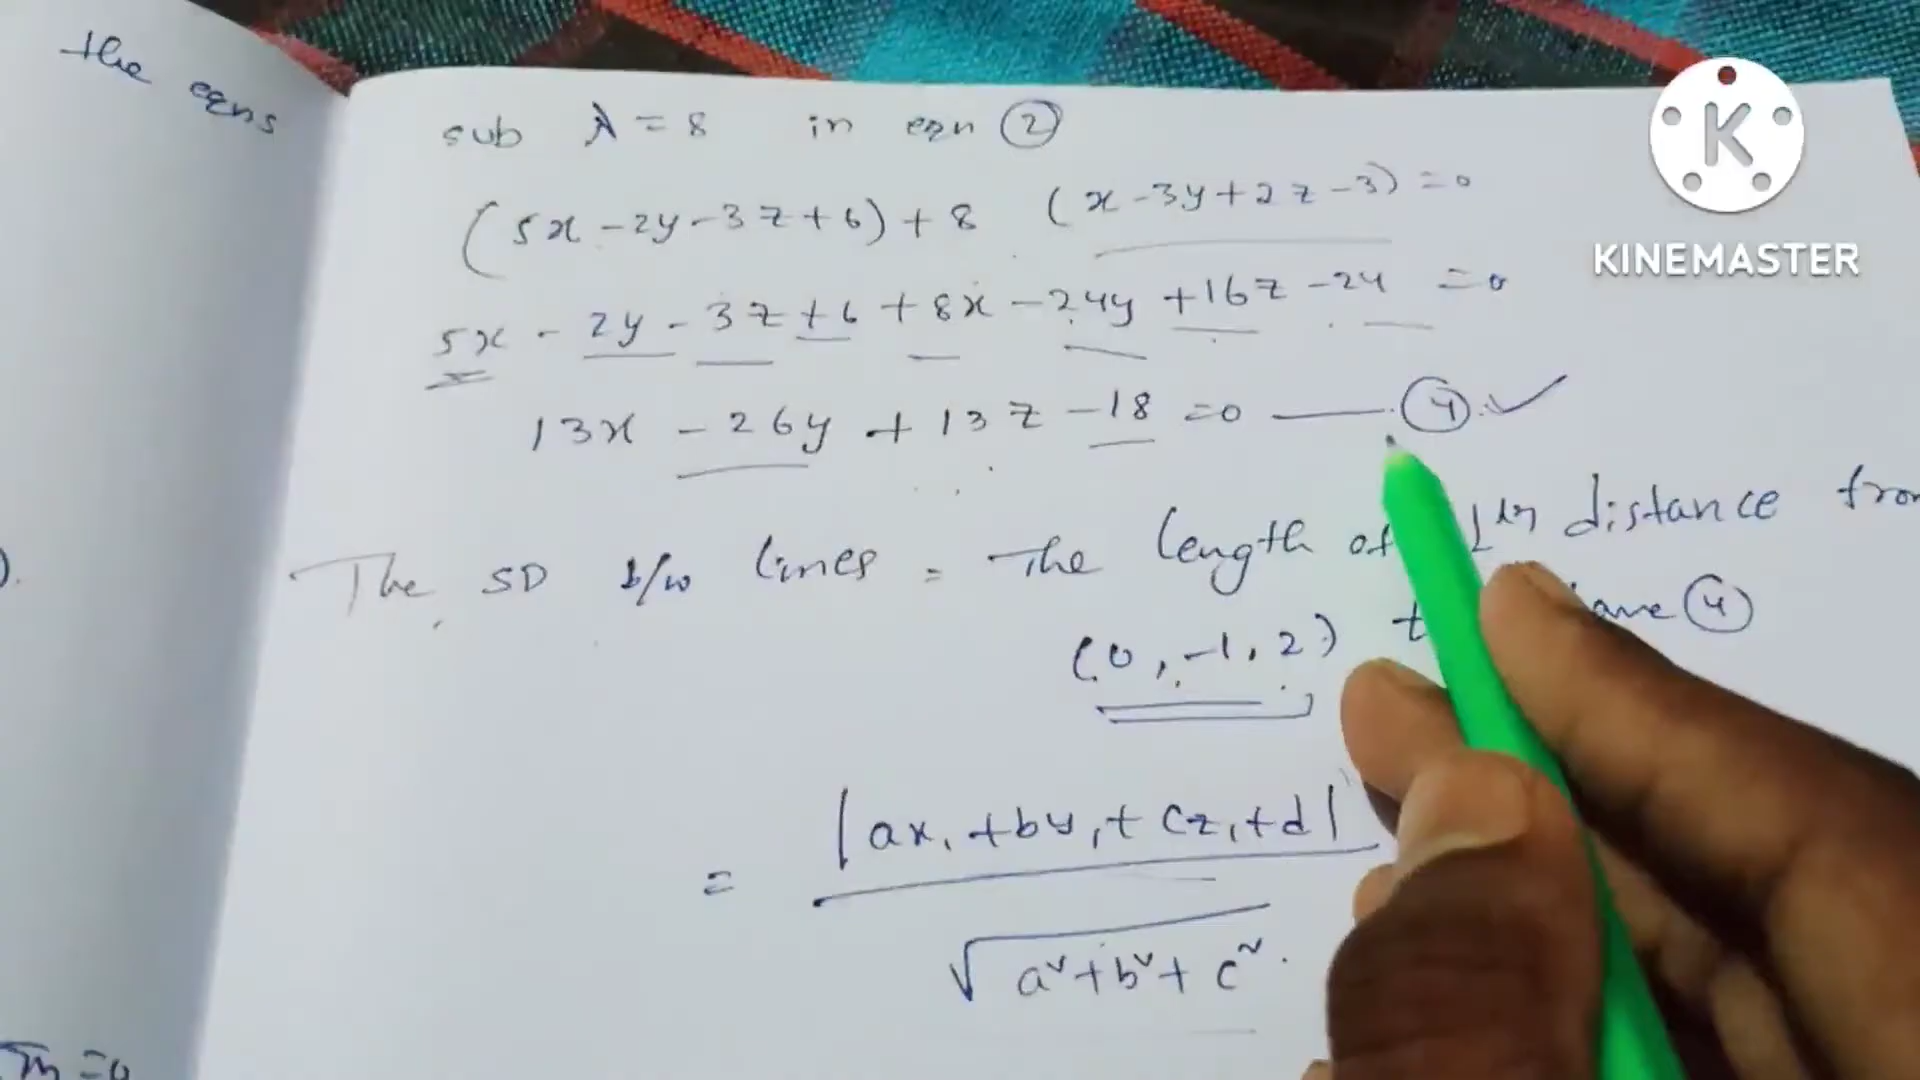 the eqns
sub λ = 8 in eqn ②
(5x - 2y - 3z + 6) + 8 (x - 3y + 2z - 3) = 0
5x - 2y - 3z + 6 + 8x - 24y + 16z - 24 = 0
13x - 26y + 13z - 18 = 0 —— ④ ✓
The SD b/w lines = The length of ⊥ʳ distance from
(0, -1, 2) ④
= |ax₁ + by₁ + cz₁ + d|
√a² + b² + c²
= 0
K
KINEMASTER